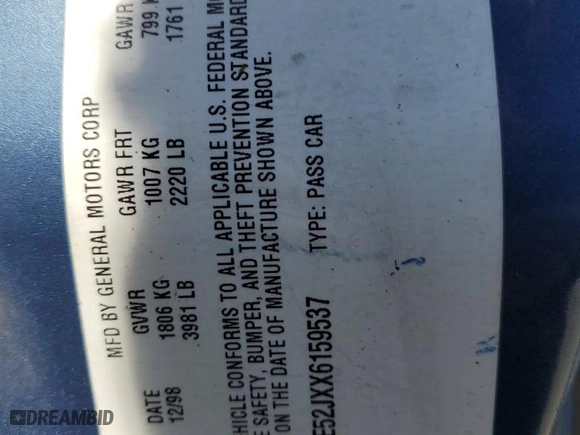 MFD BY GENERAL MOTORS CORP
DATE GVWR GAWR FRT GAWR
12/98 1806 KG 1007 KG 799 K
3981 LB 2220 LB 1761
HICLE CONFORMS TO ALL APPLICABLE U.S. FEDERAL MO
E SAFETY, BUMPER, AND THEFT PREVENTION STANDARD
ON THE DATE OF MANUFACTURE SHOWN ABOVE.
E52JXX6159537 TYPE: PASS CAR
© DREAMBID.COM